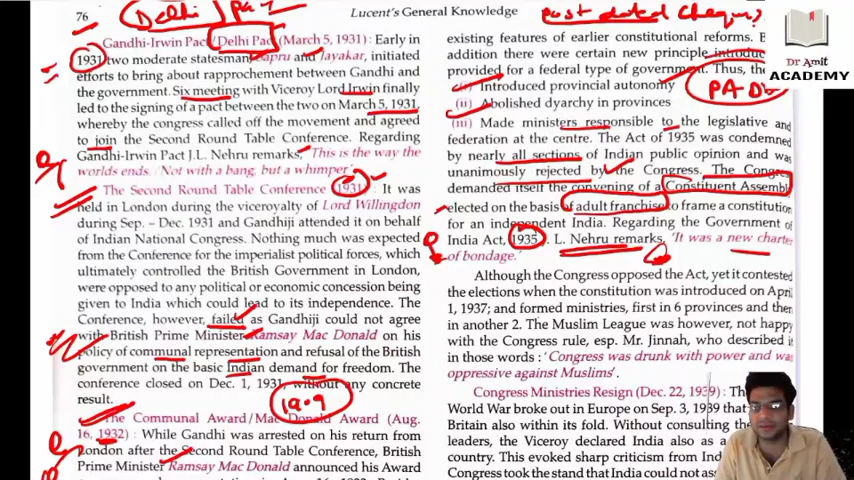 76
Lucent's General Knowledge
Delhi pact
post dated cheque?
Gandhi-Irwin Pact/Delhi Pact (March 5, 1931) : Early in
1931 two moderate statesman, Sapru and Jayakar, initiated
efforts to bring about rapprochement between Gandhi and
the government. Six meeting with Viceroy Lord Irwin finally
led to the signing of a pact between the two on March 5, 1931,
whereby the congress called off the movement and agreed
to join the Second Round Table Conference. Regarding
Gandhi-Irwin Pact J.L. Nehru remarks, 'This is the way the
worlds ends. /Not with a bang, but a whimper'
The Second Round Table Conference (1931) : It was
held in London during the viceroyalty of Lord Willingdon
during Sep. – Dec. 1931 and Gandhiji attended it on behalf
of Indian National Congress. Nothing much was expected
from the Conference for the imperialist political forces, which
ultimately controlled the British Government in London,
were opposed to any political or economic concession being
given to India which could lead to its independence. The
Conference, however, failed as Gandhiji could not agree
with British Prime Minister Ramsay Mac Donald on his
policy of communal representation and refusal of the British
government on the basic Indian demand for freedom. The
conference closed on Dec. 1, 1931, without any concrete
result.
1909
The Communal Award/Mac Donald Award (Aug.
16, 1932) : While Gandhi was arrested on his return from
London after the Second Round Table Conference, British
Prime Minister Ramsay Mac Donald announced his Award
existing features of earlier constitutional reforms.
addition there were certain new principle introduc
provided for a federal type of government. Thus, the
(i) Introduced provincial autonomy
(ii) Abolished dyarchy in provinces
(iii) Made ministers responsible to the legislative and
federation at the centre. The Act of 1935 was condemned
by nearly all sections of Indian public opinion and was
unanimously rejected by the Congress. The Congress
demanded itself the convening of a Constituent Assembly
elected on the basis of adult franchise to frame a constitution
for an independent India. Regarding the Government of
India Act, 1935 . L. Nehru remarks, 'It was a new charter
of bondage.'
Although the Congress opposed the Act, yet it contested
the elections when the constitution was introduced on April
1, 1937; and formed ministries, first in 6 provinces and then
in another 2. The Muslim League was however, not happy
with the Congress rule, esp. Mr. Jinnah, who described it
in those words : 'Congress was drunk with power and was
oppressive against Muslims'.
Congress Ministries Resign (Dec. 22, 1939) : The
World War broke out in Europe on Sep. 3, 1939 that
Britain also within its fold. Without consulting the
leaders, the Viceroy declared India also as a
country. This evoked sharp criticism from Ind
Congress took the stand that India could not as
Dr Amit
ACADEMY